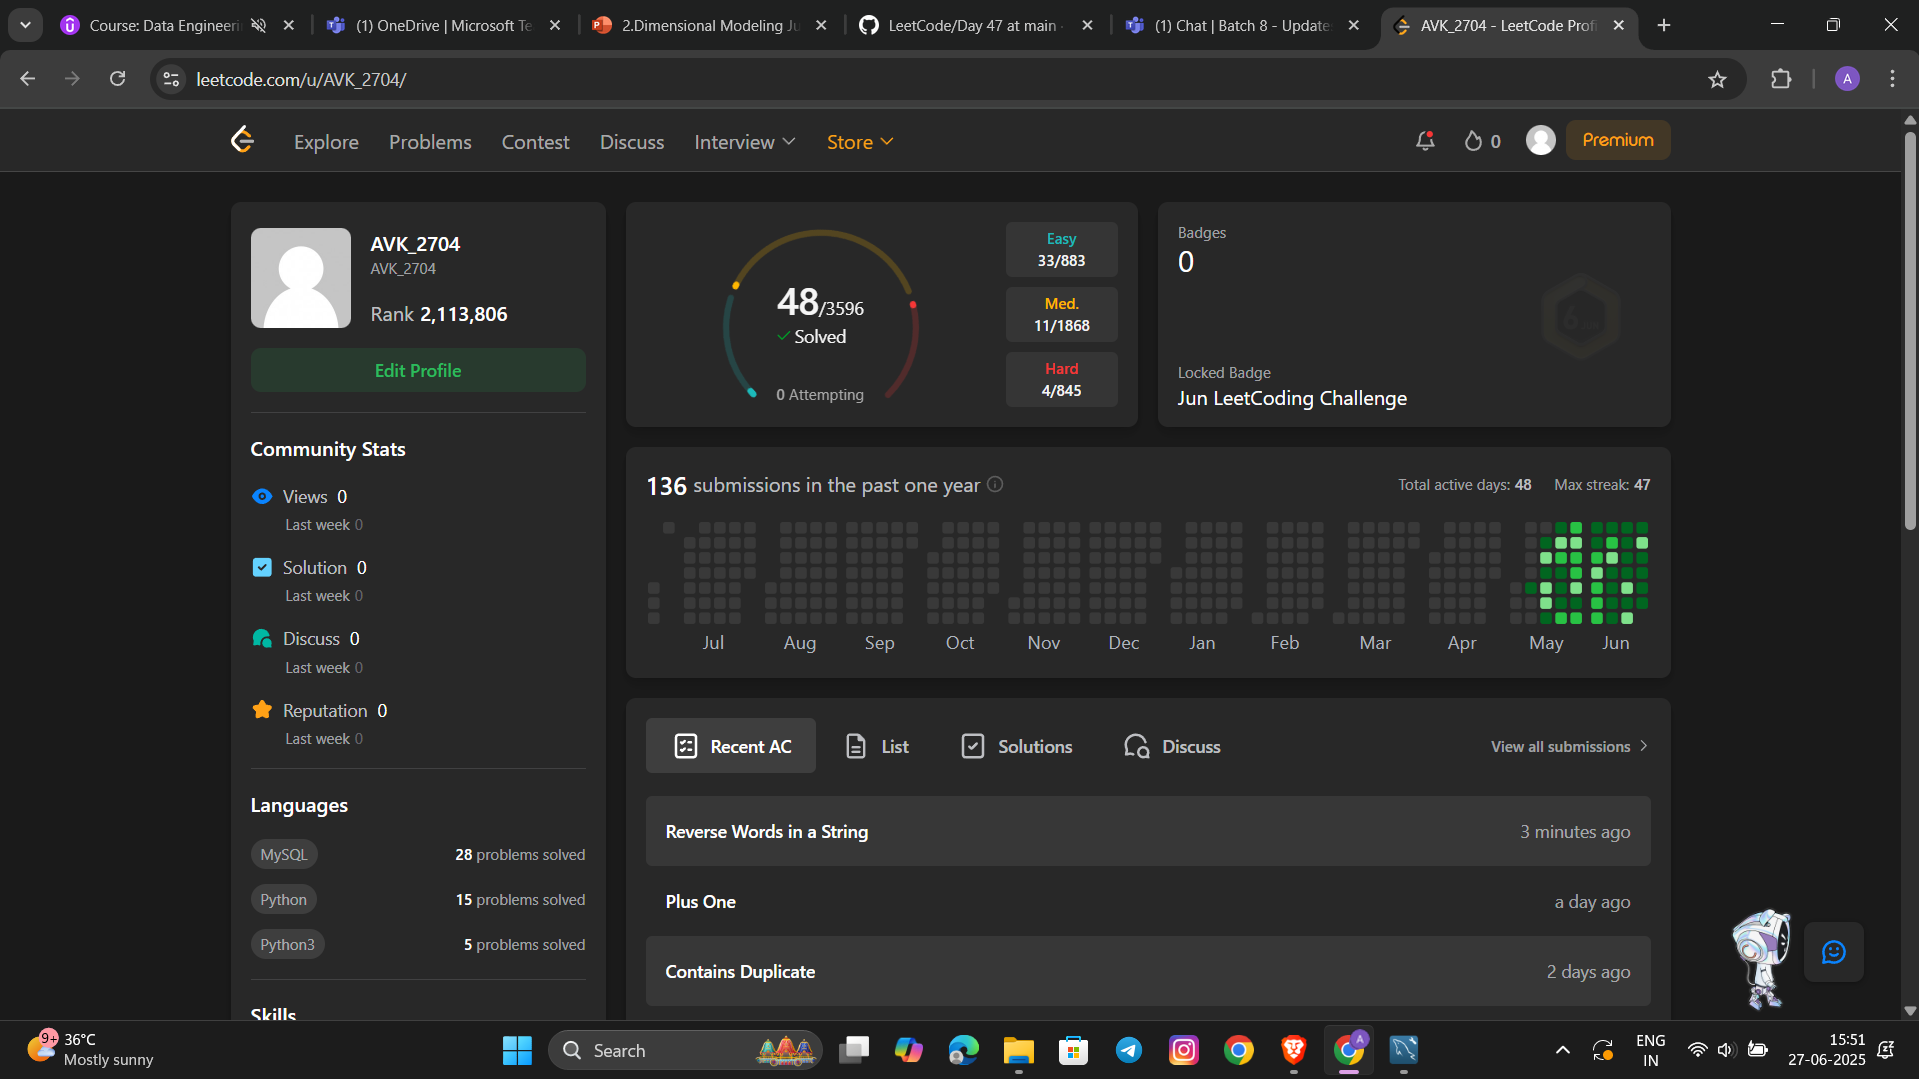 Course: Data Engineeri
(1) OneDrive | Microsoft Te
2.Dimensional Modeling Ju
LeetCode/Day 47 at main ·
(1) Chat | Batch 8 - Update
AVK_2704 - LeetCode Profi
leetcode.com/u/AVK_2704/
A
Explore
Problems
Contest
Discuss
Interview
Store
0
Premium
AVK_2704
AVK_2704
Rank 2,113,806
Edit Profile
Community Stats
Views 0
Last week 0
Solution 0
Last week 0
Discuss 0
Last week 0
Reputation 0
Last week 0
Languages
MySQL
28 problems solved
Python
15 problems solved
Python3
5 problems solved
Skills
48/3596
Solved
0 Attempting
Easy
33/883
Med.
11/1868
Hard
4/845
Badges
0
Locked Badge
Jun LeetCoding Challenge
136 submissions in the past one year
Total active days: 48
Max streak: 47
Jul
Aug
Sep
Oct
Nov
Dec
Jan
Feb
Mar
Apr
May
Jun
Recent AC
List
Solutions
Discuss
View all submissions
Reverse Words in a String
3 minutes ago
Plus One
a day ago
Contains Duplicate
2 days ago
9+
36°C
Mostly sunny
Search
A
ENG
IN
15:51
27-06-2025